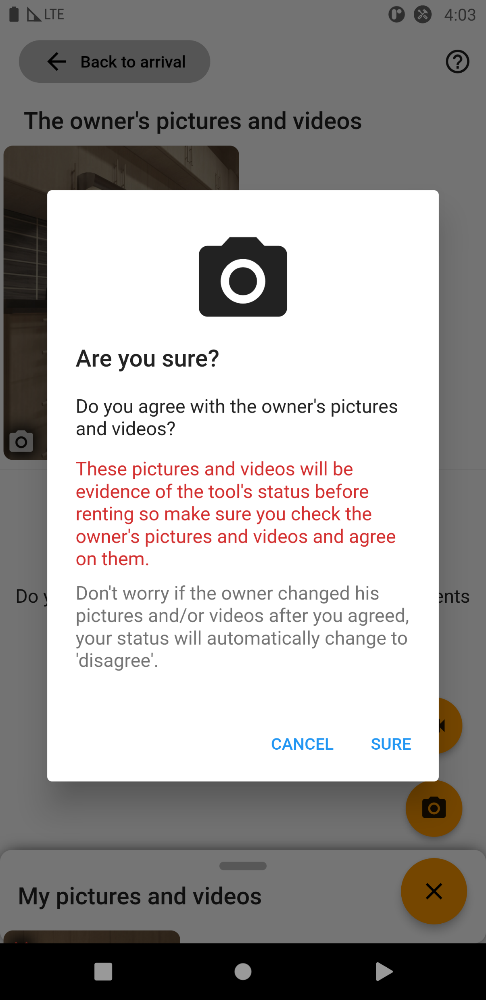 LTE
4:03
Back to arrival
The owner's pictures and videos
Are you sure?
Do you agree with the owner's pictures
and videos?
These pictures and videos will be
evidence of the tool's status before
renting so make sure you check the
owner's pictures and videos and agree
on them.
Do
ents
Don't worry if the owner changed his
pictures and/or videos after you agreed,
your status will automatically change to
'disagree'.
CANCEL
SURE
My pictures and videos